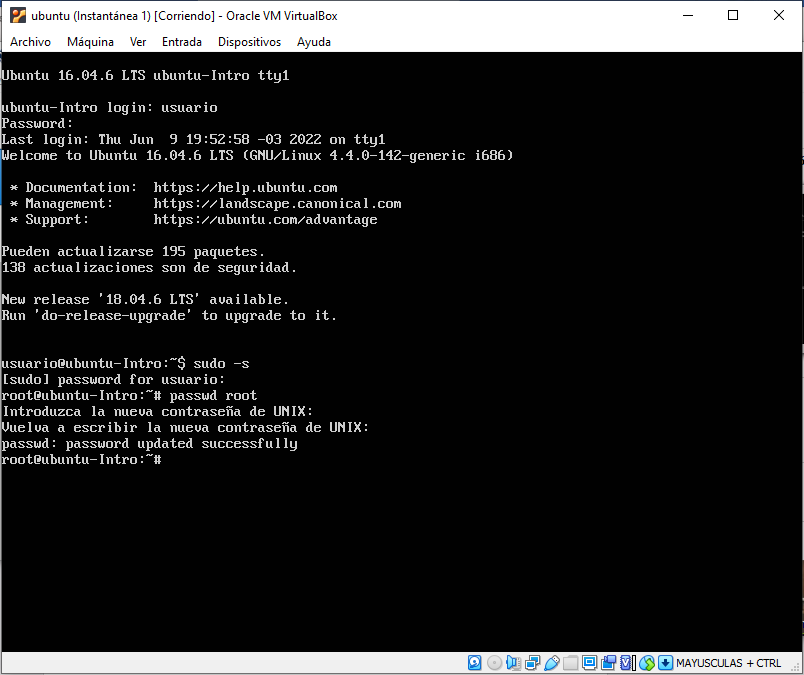 ubuntu (Instantánea 1) [Corriendo] - Oracle VM VirtualBox
Archivo Máquina Ver Entrada Dispositivos Ayuda
Ubuntu 16.04.6 LTS ubuntu-Intro tty1
ubuntu-Intro login: usuario
Password:
Last login: Thu Jun  9 19:52:58 -03 2022 on tty1
Welcome to Ubuntu 16.04.6 LTS (GNU/Linux 4.4.0-142-generic i686)
* Documentation:  https://help.ubuntu.com
* Management:     https://landscape.canonical.com
* Support:        https://ubuntu.com/advantage
Pueden actualizarse 195 paquetes.
138 actualizaciones son de seguridad.
New release '18.04.6 LTS' available.
Run 'do-release-upgrade' to upgrade to it.
usuario@ubuntu-Intro:~$ sudo -s
[sudo] password for usuario:
root@ubuntu-Intro:~# passwd root
Introduzca la nueva contraseña de UNIX:
Vuelva a escribir la nueva contraseña de UNIX:
passwd: password updated successfully
root@ubuntu-Intro:~#
MAYUSCULAS + CTRL